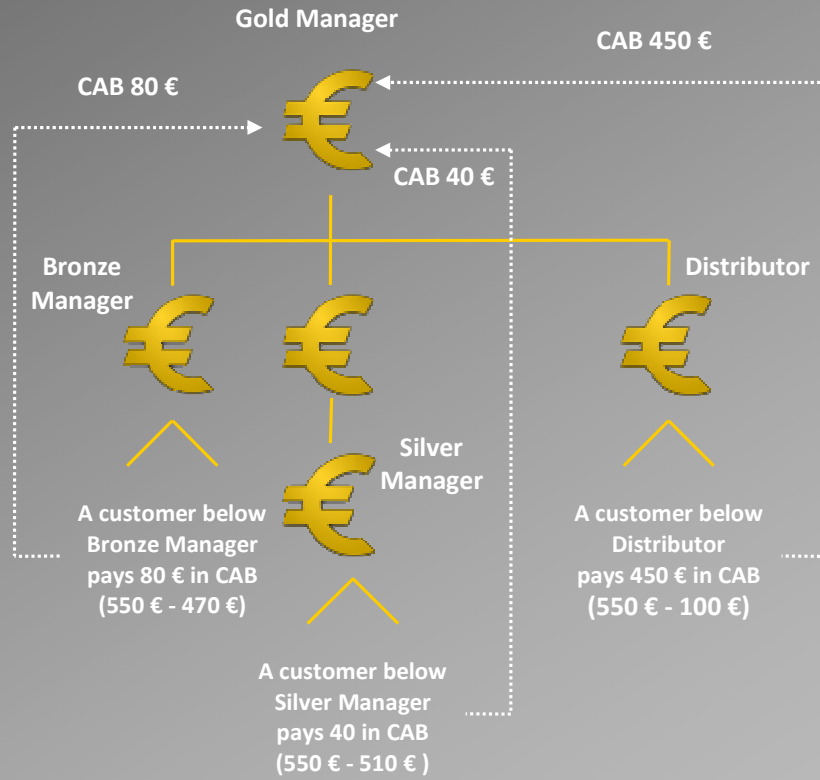 Gold Manager
CAB 450 €
CAB 80 €
CAB 40 €
Bronze
Manager
Distributor
Silver
Manager
A customer below
Bronze Manager
pays 80 € in CAB
(550 € - 470 €)
A customer below
Distributor
pays 450 € in CAB
(550 € - 100 €)
A customer below
Silver Manager
pays 40 in CAB
(550 € - 510 € )